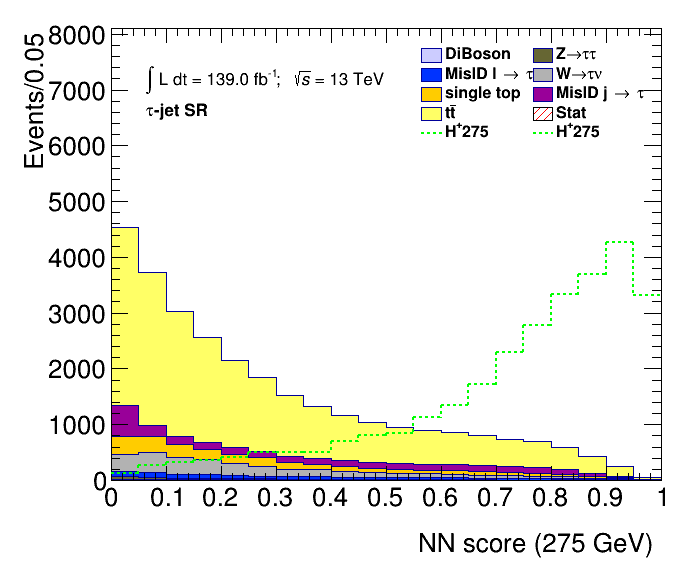 Events/0.05
8000
7000
6000
5000
4000
3000
2000
1000
0
∫ L dt = 139.0 fb⁻¹; √s = 13 TeV
τ-jet SR
DiBoson
Z→ττ
MisID l → τ
W→τν
single top
MisID j → τ
tt̄
Stat
H⁺275
H⁺275
0 0.1 0.2 0.3 0.4 0.5 0.6 0.7 0.8 0.9 1
NN score (275 GeV)